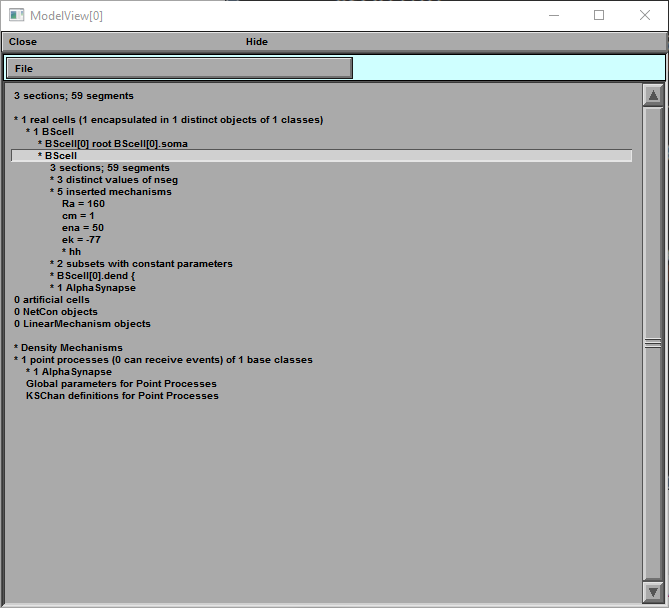 ModelView[0]
Close Hide
File
3 sections; 59 segments
* 1 real cells (1 encapsulated in 1 distinct objects of 1 classes)
* 1 BScell
* BScell[0] root BScell[0].soma
* BScell
3 sections; 59 segments
* 3 distinct values of nseg
* 5 inserted mechanisms
Ra = 160
cm = 1
ena = 50
ek = -77
* hh
* 2 subsets with constant parameters
* BScell[0].dend {
* 1 AlphaSynapse
0 artificial cells
0 NetCon objects
0 LinearMechanism objects
* Density Mechanisms
* 1 point processes (0 can receive events) of 1 base classes
* 1 AlphaSynapse
Global parameters for Point Processes
KSChan definitions for Point Processes